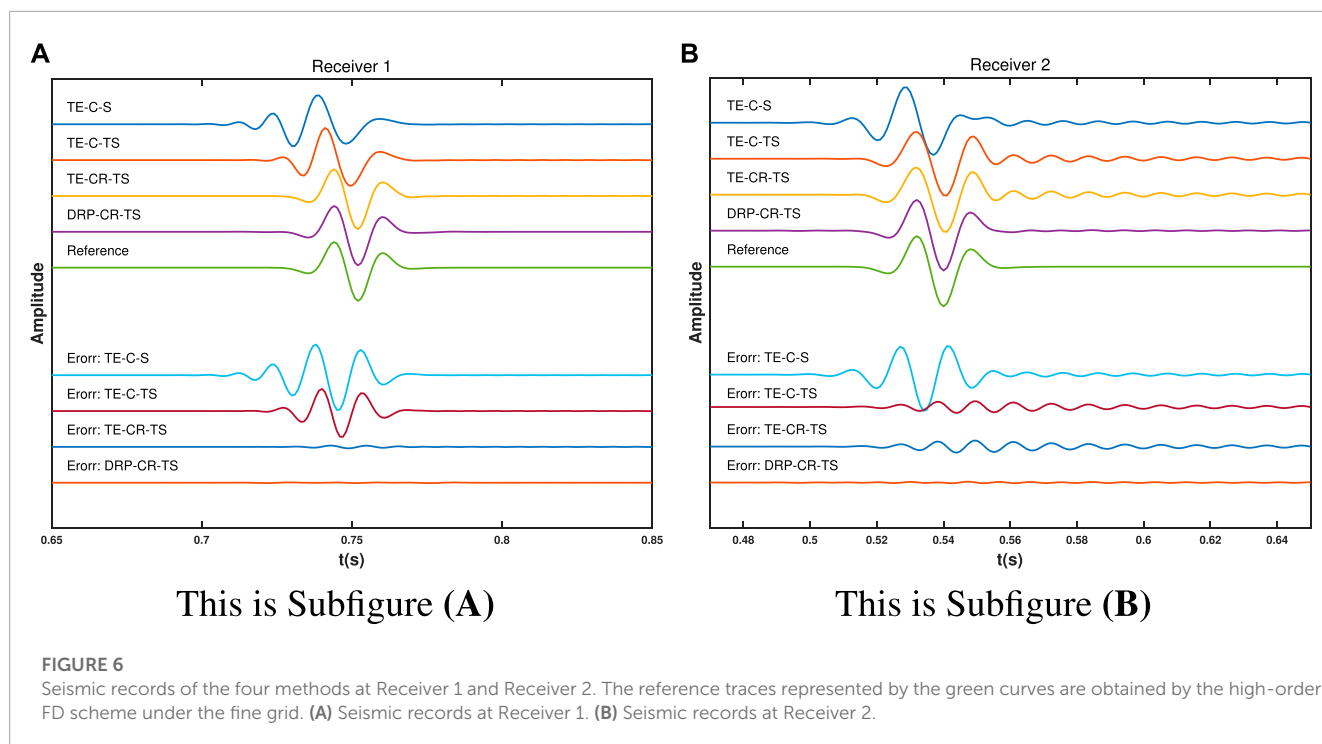 A
Receiver 1
TE-C-S
TE-C-TS
TE-CR-TS
DRP-CR-TS
Reference
Erorr: TE-C-S
Erorr: TE-C-TS
Erorr: TE-CR-TS
Erorr: DRP-CR-TS
Amplitude
0.65 0.7 0.75 0.8 0.85
t(s)
This is Subfigure (A)
B
Receiver 2
TE-C-S
TE-C-TS
TE-CR-TS
DRP-CR-TS
Reference
Erorr: TE-C-S
Erorr: TE-C-TS
Erorr: TE-CR-TS
Erorr: DRP-CR-TS
Amplitude
0.48 0.5 0.52 0.54 0.56 0.58 0.6 0.62 0.64
t(s)
This is Subfigure (B)
FIGURE 6
Seismic records of the four methods at Receiver 1 and Receiver 2. The reference traces represented by the green curves are obtained by the high-order
FD scheme under the fine grid. (A) Seismic records at Receiver 1. (B) Seismic records at Receiver 2.